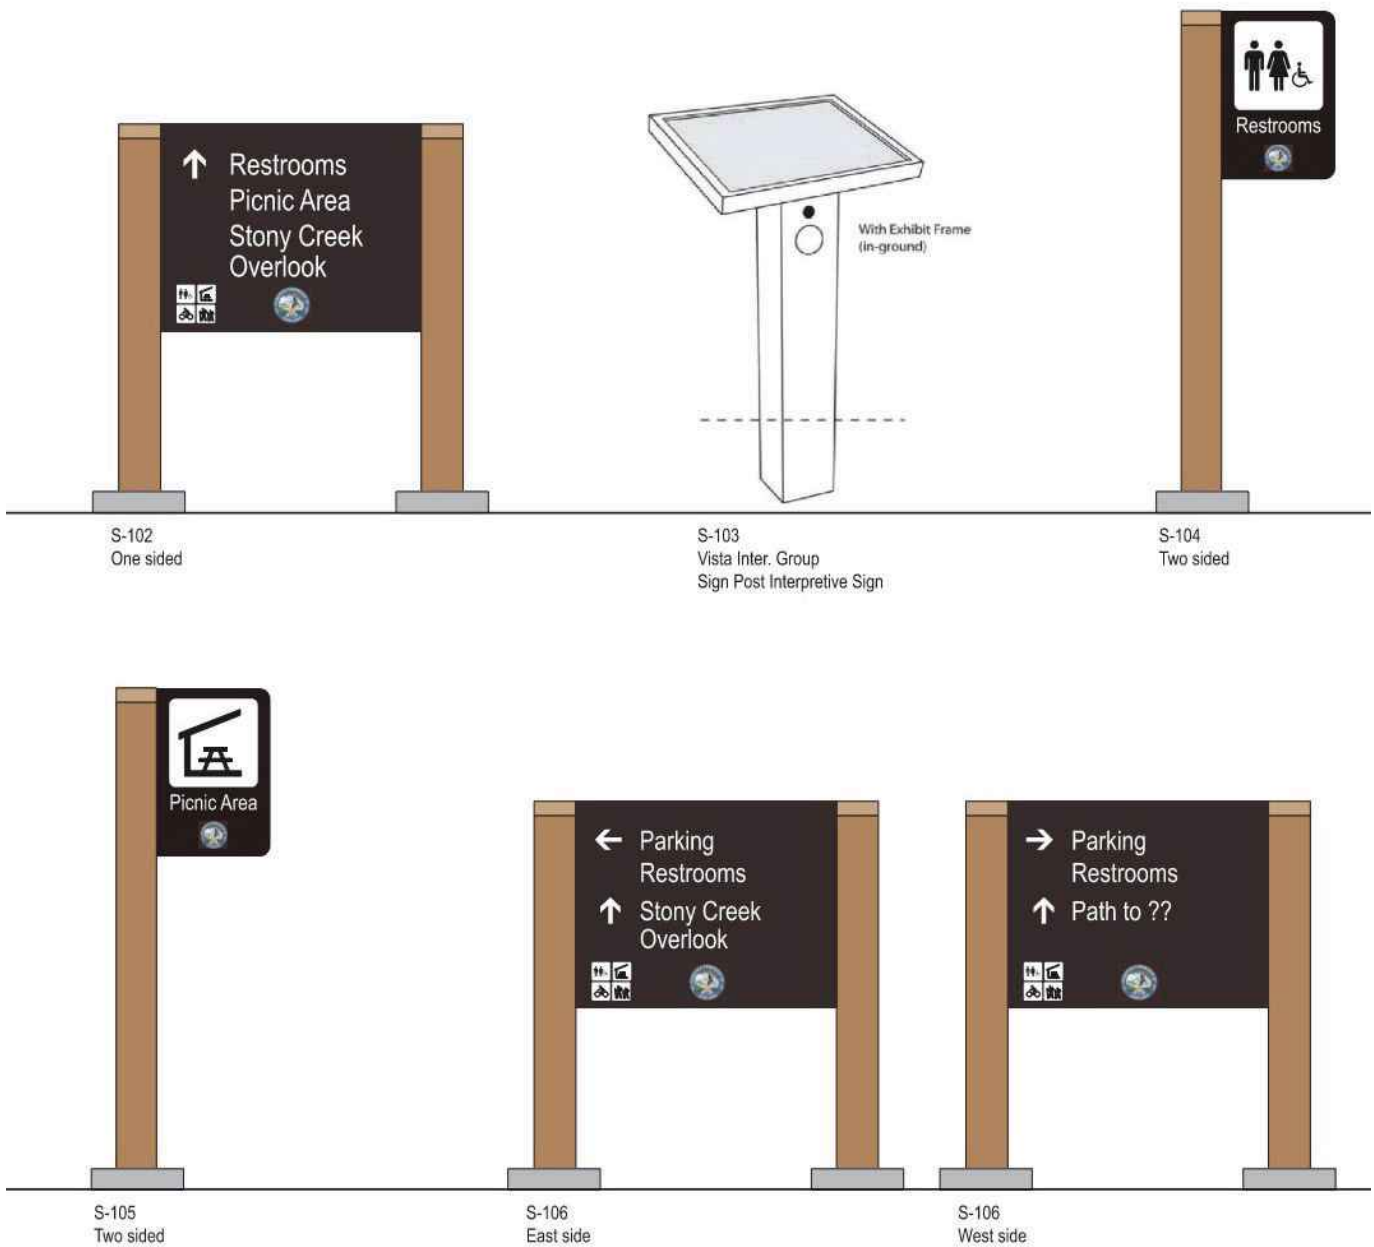 Restrooms
Picnic Area
Stony Creek
Overlook
With Exhibit Frame
(in-ground)
Restrooms
S-102
One sided
S-103
Vista Inter. Group
Sign Post Interpretive Sign
S-104
Two sided
Picnic Area
Parking
Restrooms
Stony Creek
Overlook
Parking
Restrooms
Path to ??
S-105
Two sided
S-106
East side
S-106
West side